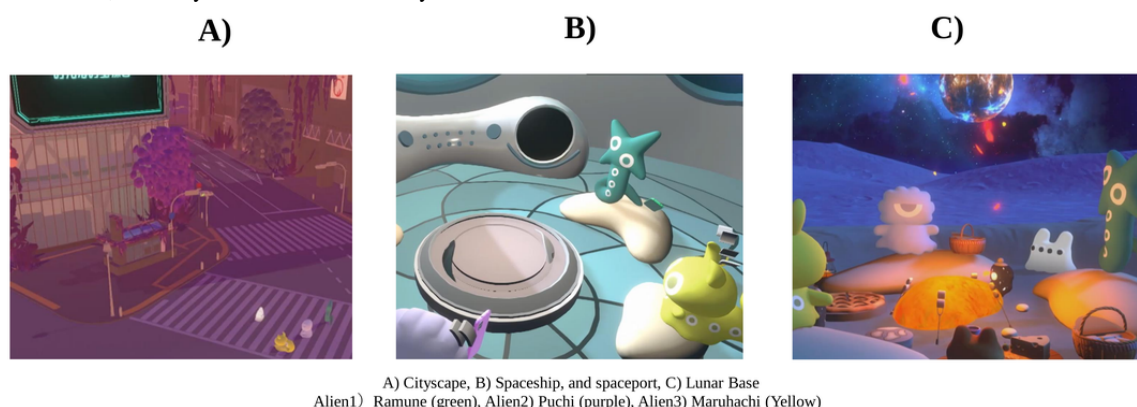 A)
B)
C)
A) Cityscape, B) Spaceship, and spaceport, C) Lunar Base
Alien1） Ramune (green), Alien2) Puchi (purple), Alien3) Maruhachi (Yellow)